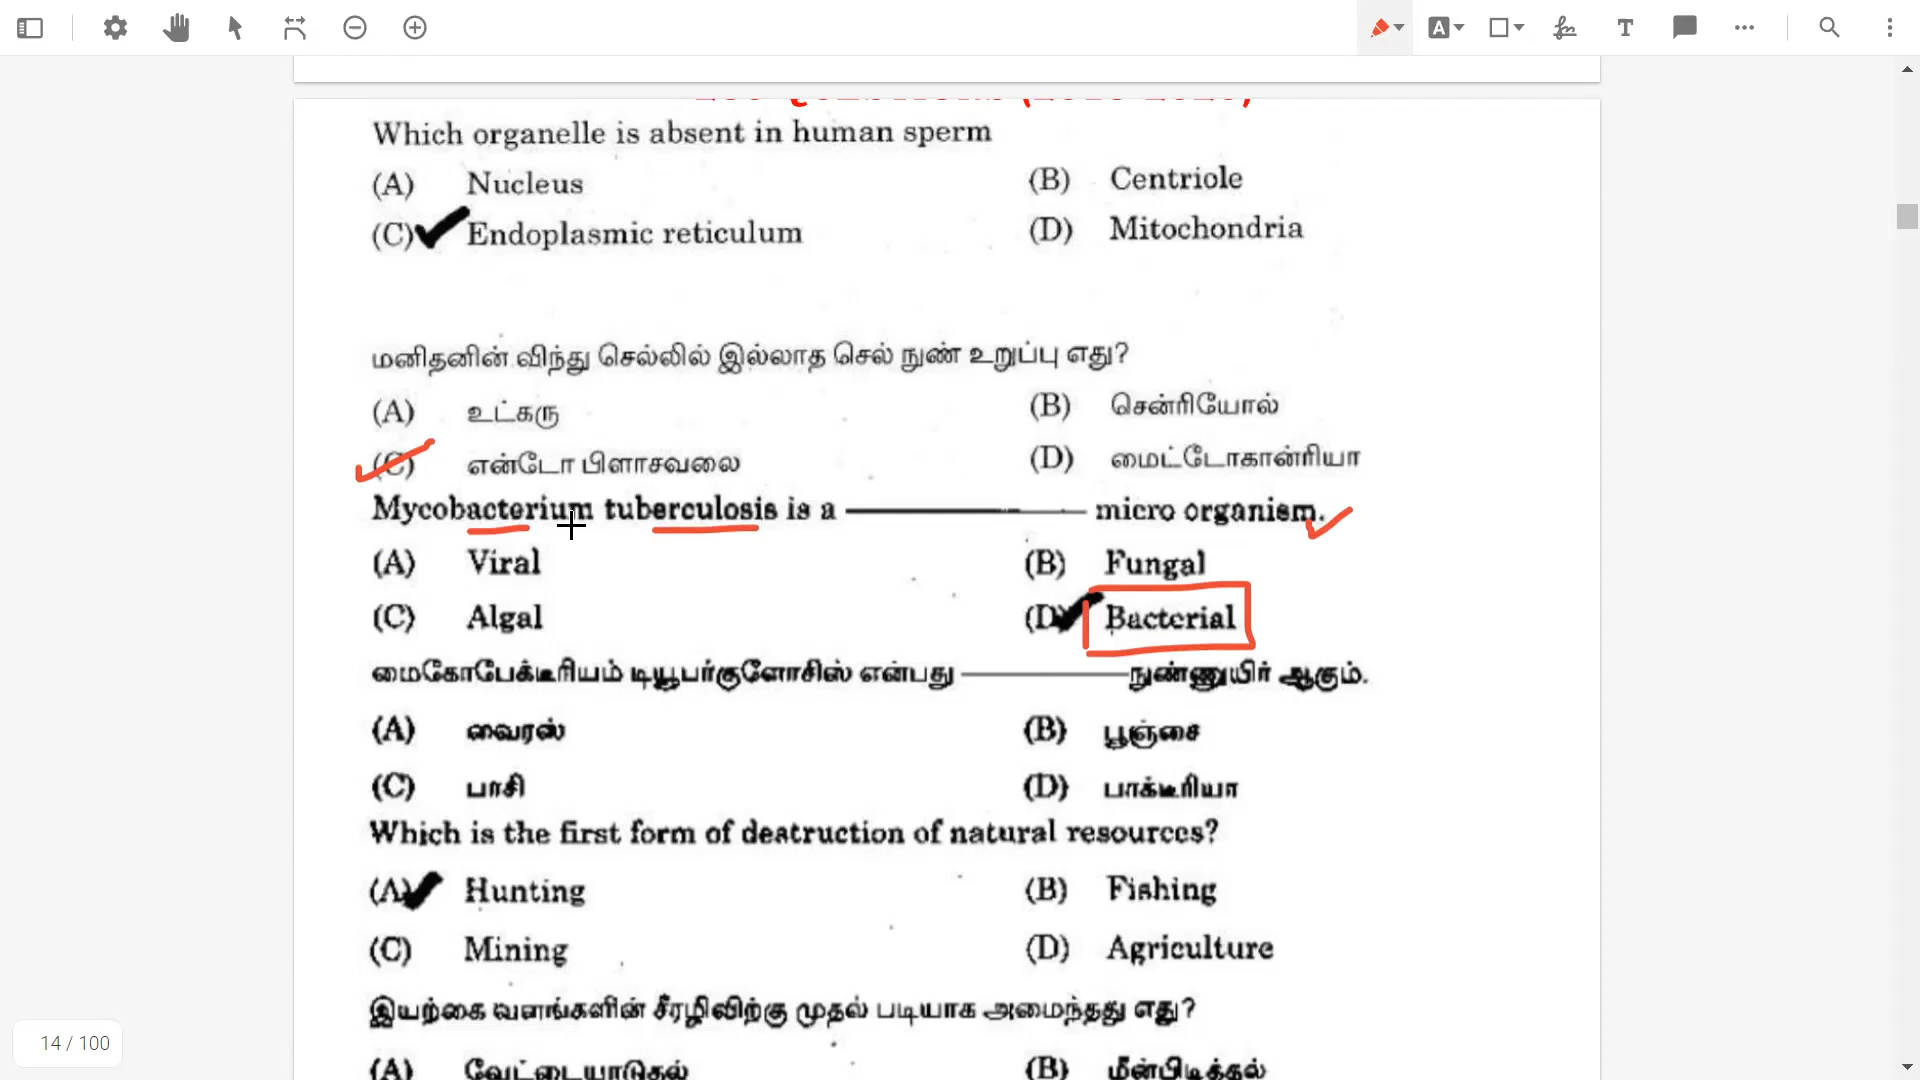 Which organelle is absent in human sperm
(A) Nucleus (B) Centriole
(C) Endoplasmic reticulum (D) Mitochondria
மனிதனின் விந்து செல்லில் இல்லாத செல் நுண் உறுப்பு எது?
(A) உட்கரு (B) சென்ரியோல்
(C) என்டோ பிளாசவலை (D) மைட்டோகான்ரியா
Mycobacterium tuberculosis is a micro organism.
(A) Viral (B) Fungal
(C) Algal (D) Bacterial
மைகோபேக்டீரியம் டியூபர்குளோசிஸ் என்பது நுண்ணுயிர் ஆகும்.
(A) வைரஸ் (B) பூஞ்சை
(C) பாசி (D) பாக்டீரியா
Which is the first form of destruction of natural resources?
(A) Hunting (B) Fishing
(C) Mining (D) Agriculture
இயற்கை வளங்களின் சீரழிவிற்கு முதல் படியாக அமைந்தது எது?
(A) வேட்டையாடுதல் (B) மீன்பிடித்தல்
14 / 100